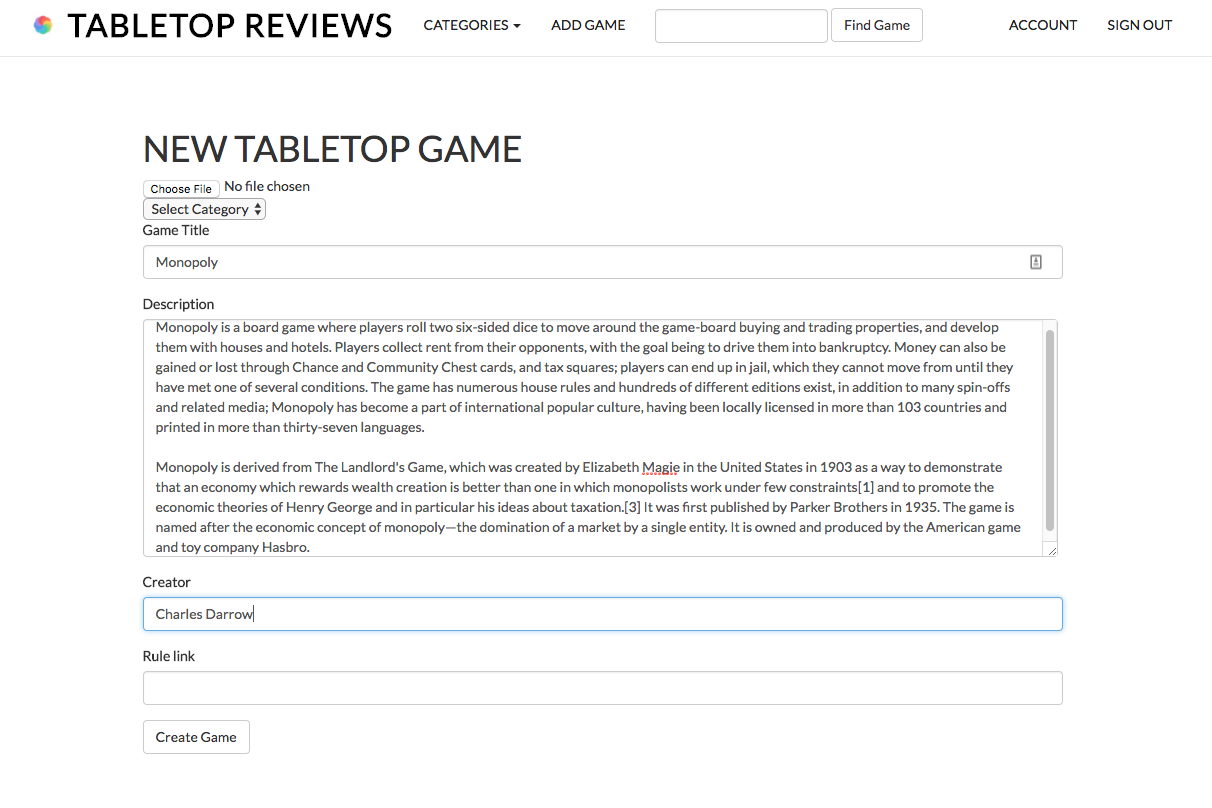 TABLETOP REVIEWS CATEGORIES ADD GAME Find Game ACCOUNT SIGN OUT
NEW TABLETOP GAME
Choose File No file chosen
Select Category
Game Title
Monopoly
Description
Monopoly is a board game where players roll two six-sided dice to move around the game-board buying and trading properties, and develop
them with houses and hotels. Players collect rent from their opponents, with the goal being to drive them into bankruptcy. Money can also be
gained or lost through Chance and Community Chest cards, and tax squares; players can end up in jail, which they cannot move from until they
have met one of several conditions. The game has numerous house rules and hundreds of different editions exist, in addition to many spin-offs
and related media; Monopoly has become a part of international popular culture, having been locally licensed in more than 103 countries and
printed in more than thirty-seven languages.
Monopoly is derived from The Landlord's Game, which was created by Elizabeth Magie in the United States in 1903 as a way to demonstrate
that an economy which rewards wealth creation is better than one in which monopolists work under few constraints[1] and to promote the
economic theories of Henry George and in particular his ideas about taxation.[3] It was first published by Parker Brothers in 1935. The game is
named after the economic concept of monopoly—the domination of a market by a single entity. It is owned and produced by the American game
and toy company Hasbro.
Creator
Charles Darrow
Rule link
Create Game